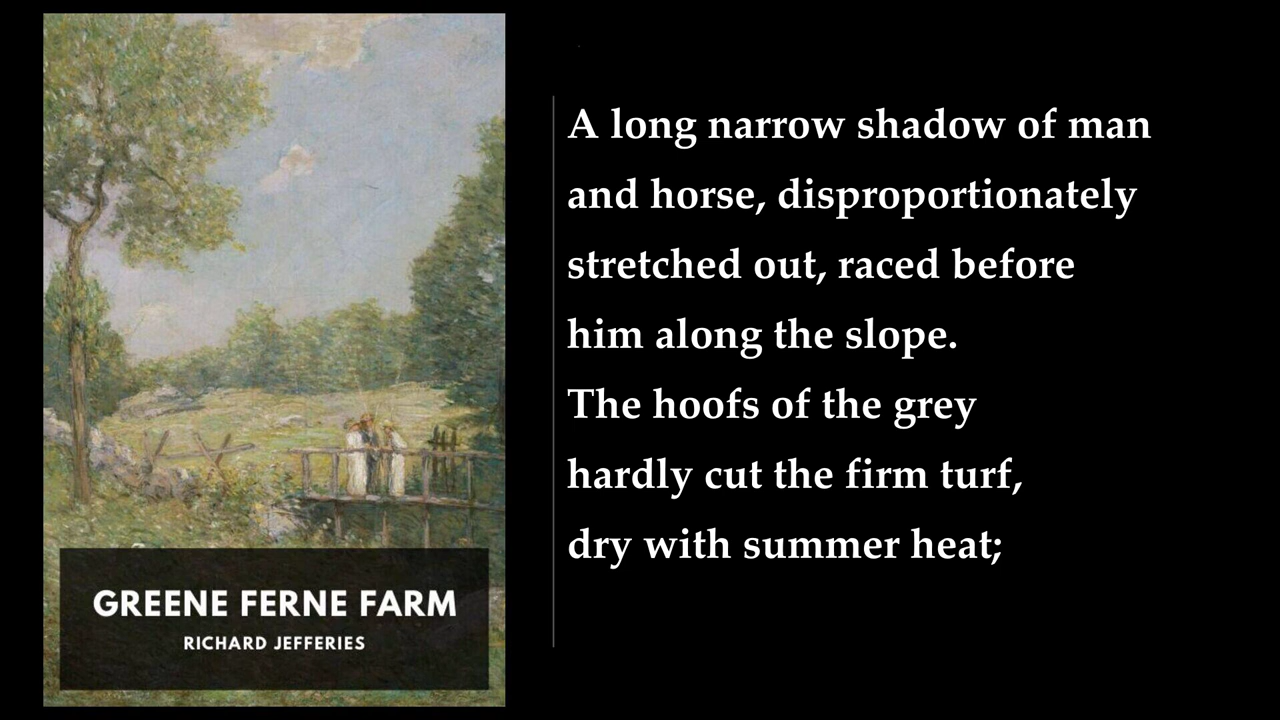 GREENE FERNE FARM
RICHARD JEFFERIES
A long narrow shadow of man
and horse, disproportionately
stretched out, raced before
him along the slope.
The hoofs of the grey
hardly cut the firm turf,
dry with summer heat;